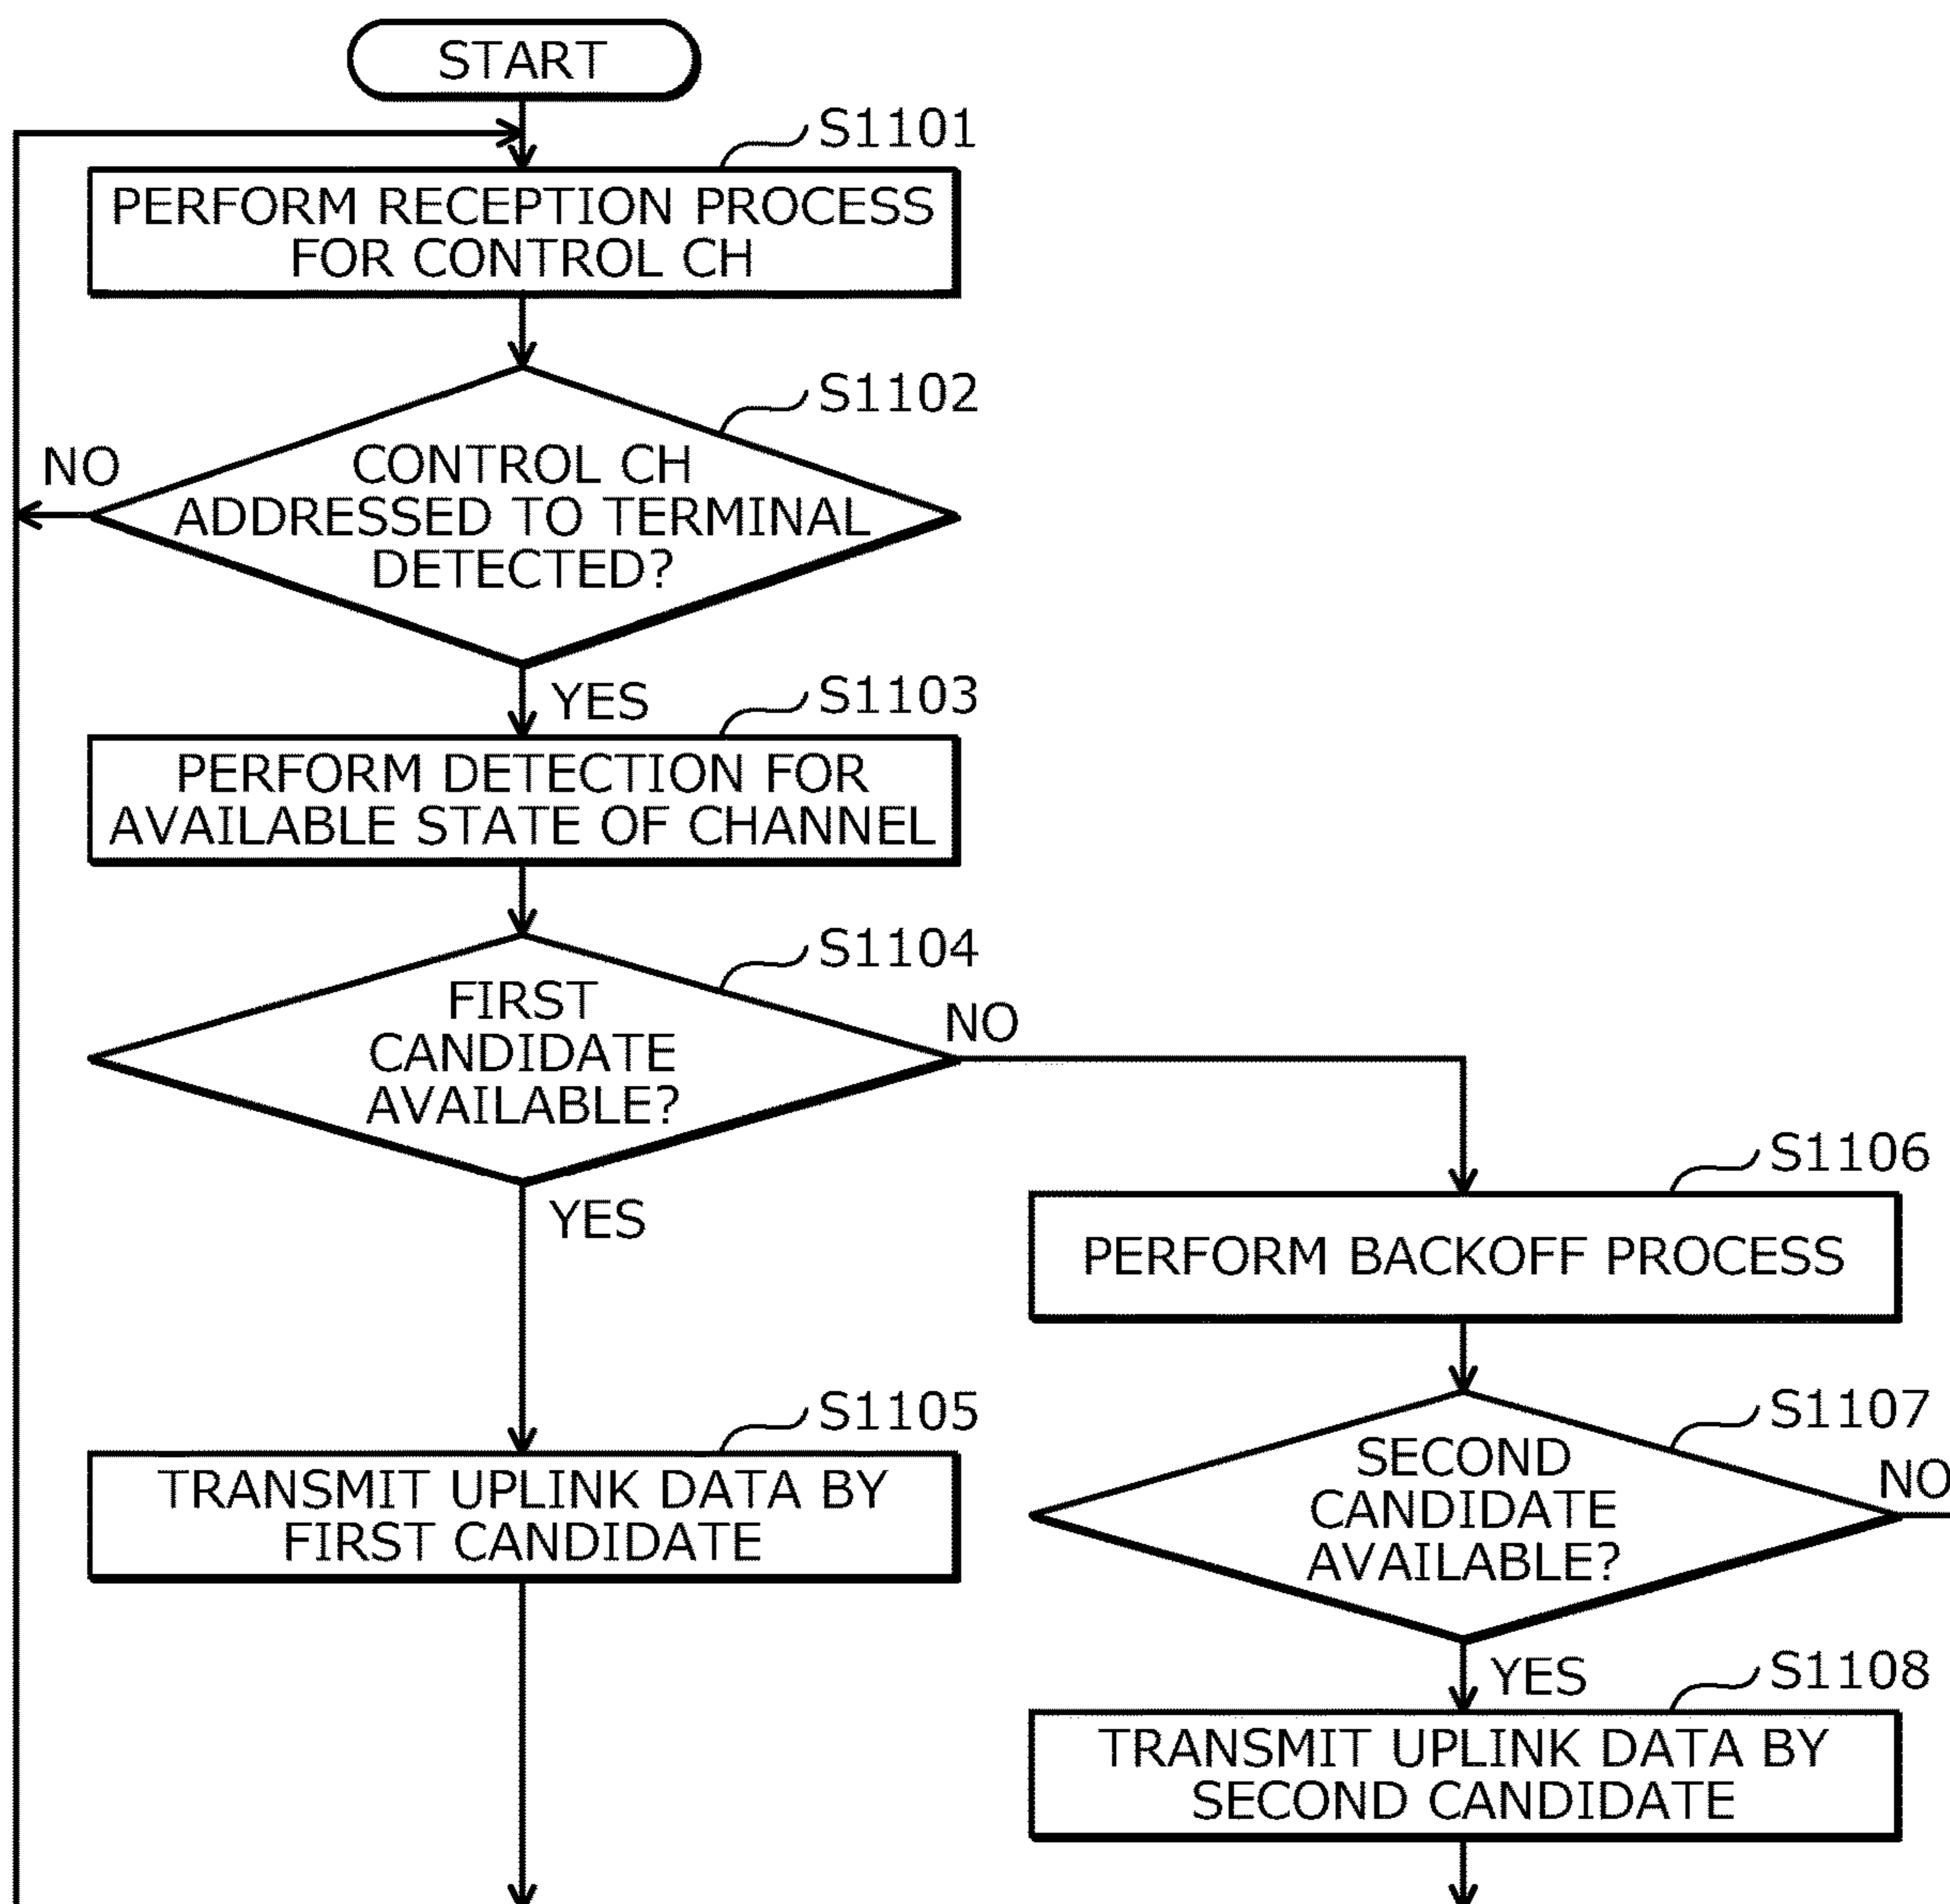 START
S1101
PERFORM RECEPTION PROCESS
FOR CONTROL CH
S1102
NO
CONTROL CH
ADDRESSED TO TERMINAL
DETECTED?
YES
S1103
PERFORM DETECTION FOR
AVAILABLE STATE OF CHANNEL
S1104
FIRST
CANDIDATE
AVAILABLE?
NO
YES
S1105
TRANSMIT UPLINK DATA BY
FIRST CANDIDATE
S1106
PERFORM BACKOFF PROCESS
S1107
SECOND
CANDIDATE
AVAILABLE?
NO
YES
S1108
TRANSMIT UPLINK DATA BY
SECOND CANDIDATE